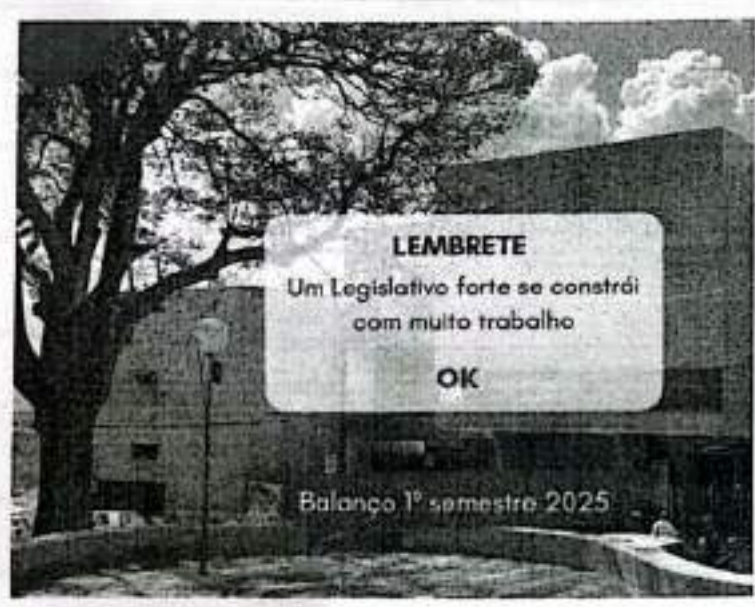 LEMBRETE
Um Legislativo forte se constrói
com muito trabalho
OK
Balanço 1º semestre 2025